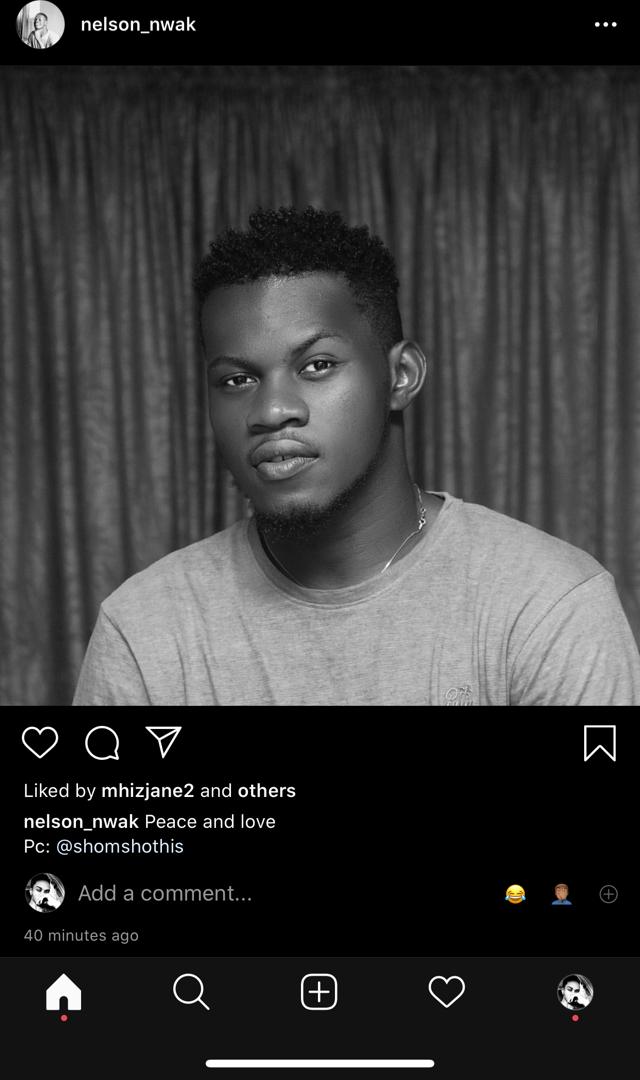 nelson_nwak
Liked by mhizjane2 and others
nelson_nwak Peace and love
Pc: @shomshothis
Add a comment...
40 minutes ago